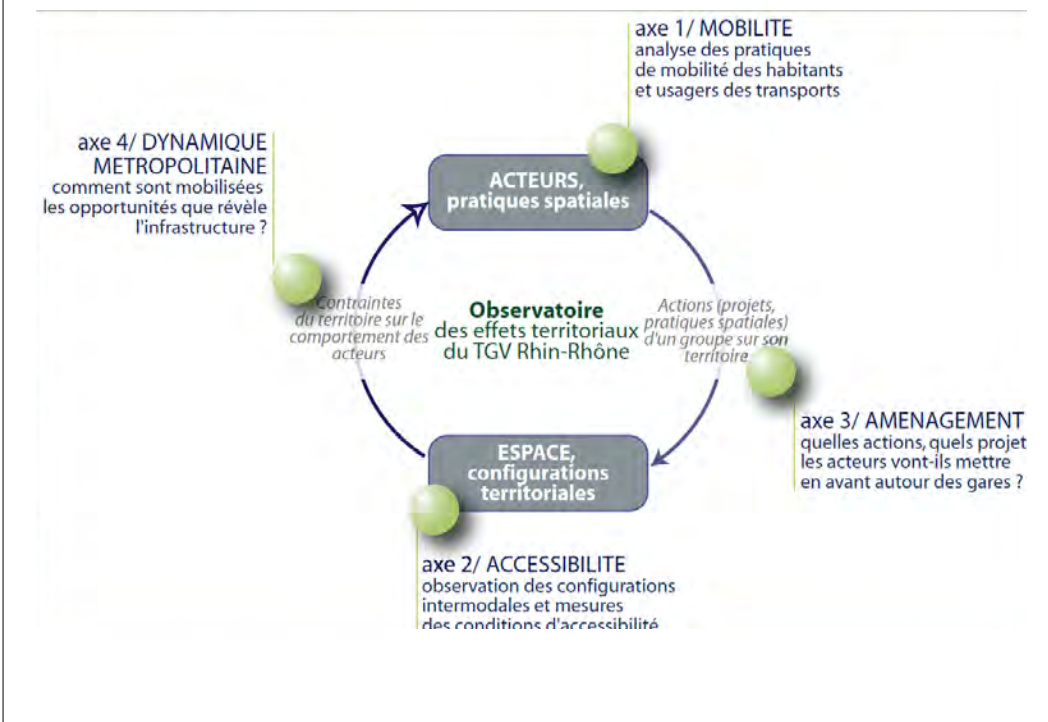 axe 1/ MOBILITE
analyse des pratiques
de mobilité des habitants
et usagers des transports
axe 4/ DYNAMIQUE
METROPOLITAINE
comment sont mobilisées
les opportunités que révèle
l'infrastructure ?
ACTEURS,
pratiques spatiales
Contraintes
du territoire sur le
comportement des
acteurs
Observatoire
des effets territoriaux
du TGV Rhin-Rhône
Actions (projets,
pratiques spatiales)
d'un groupe sur son
territoire
axe 3/ AMENAGEMENT
quelles actions, quels projet
les acteurs vont-ils mettre
en avant autour des gares ?
ESPACE,
configurations
territoriales
axe 2/ ACCESSIBILITE
observation des configurations
intermodales et mesures
des conditions d'accessibilité